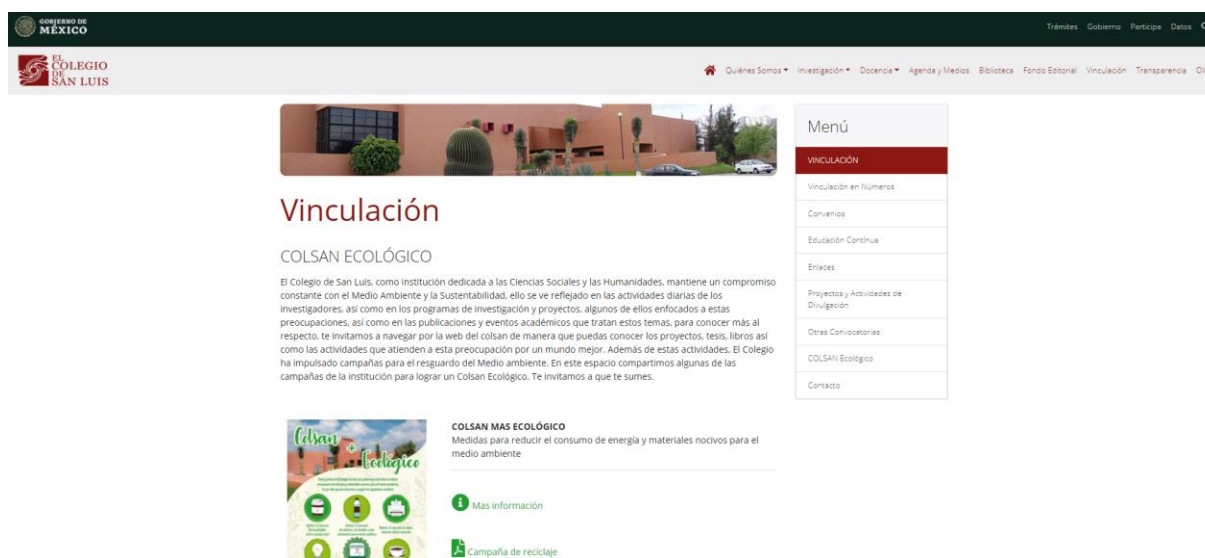 GOBIERNO DE
MÉXICO
Trámites Gobierno Participa Datos
EL
COLEGIO
DE
SAN LUIS
Quiénes Somos Investigación Docencia Agenda y Medios Biblioteca Fondo Editorial Vinculación Transparencia
Menú
VINCULACIÓN
Vinculación en Números
Convenios
Educación Contínua
Enlaces
Proyectos y Actividades de
Divulgación
Otras Convocatorias
COLSAN Ecológico
Contacto
Vinculación
COLSAN ECOLÓGICO
El Colegio de San Luis, como institución dedicada a las Ciencias Sociales y las Humanidades, mantiene un compromiso
constante con el Medio Ambiente y la Sustentabilidad, ello se ve reflejado en las actividades diarias de los
investigadores, así como en los programas de investigación y proyectos, algunos de ellos enfocados a estas
preocupaciones, así como en las publicaciones y eventos académicos que tratan estos temas, para conocer más al
respecto, te invitamos a navegar por la web del colsan de manera que puedas conocer los proyectos, tesis, libros así
como las actividades que atienden a esta preocupación por un mundo mejor. Además de estas actividades, El Colegio
ha impulsado campañas para el resguardo del Medio ambiente. En este espacio compartimos algunas de las
campañas de la institución para lograr un Colsan Ecológico. Te invitamos a que te sumes.
Colsan
+
Ecológico
COLSAN MAS ECOLÓGICO
Medidas para reducir el consumo de energía y materiales nocivos para el
medio ambiente
Mas información
Campaña de reciclaje